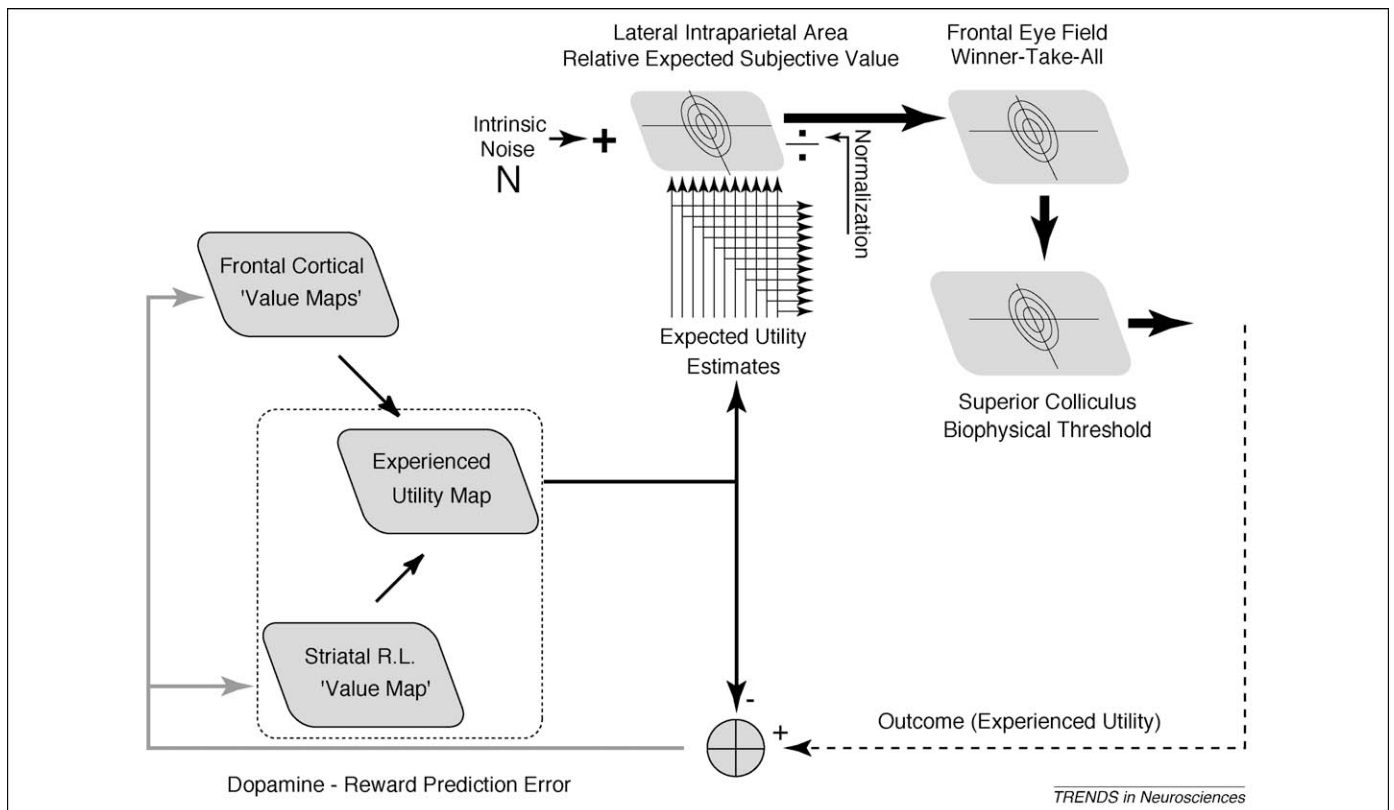 Lateral Intraparietal Area
Relative Expected Subjective Value
Frontal Eye Field
Winner-Take-All
Intrinsic
Noise
N
+
÷
Normalization
Frontal Cortical
'Value Maps'
Expected Utility
Estimates
Superior Colliculus
Biophysical Threshold
Experienced
Utility Map
Striatal R.L.
'Value Map'
-
+
Outcome (Experienced Utility)
Dopamine - Reward Prediction Error
TRENDS in Neurosciences